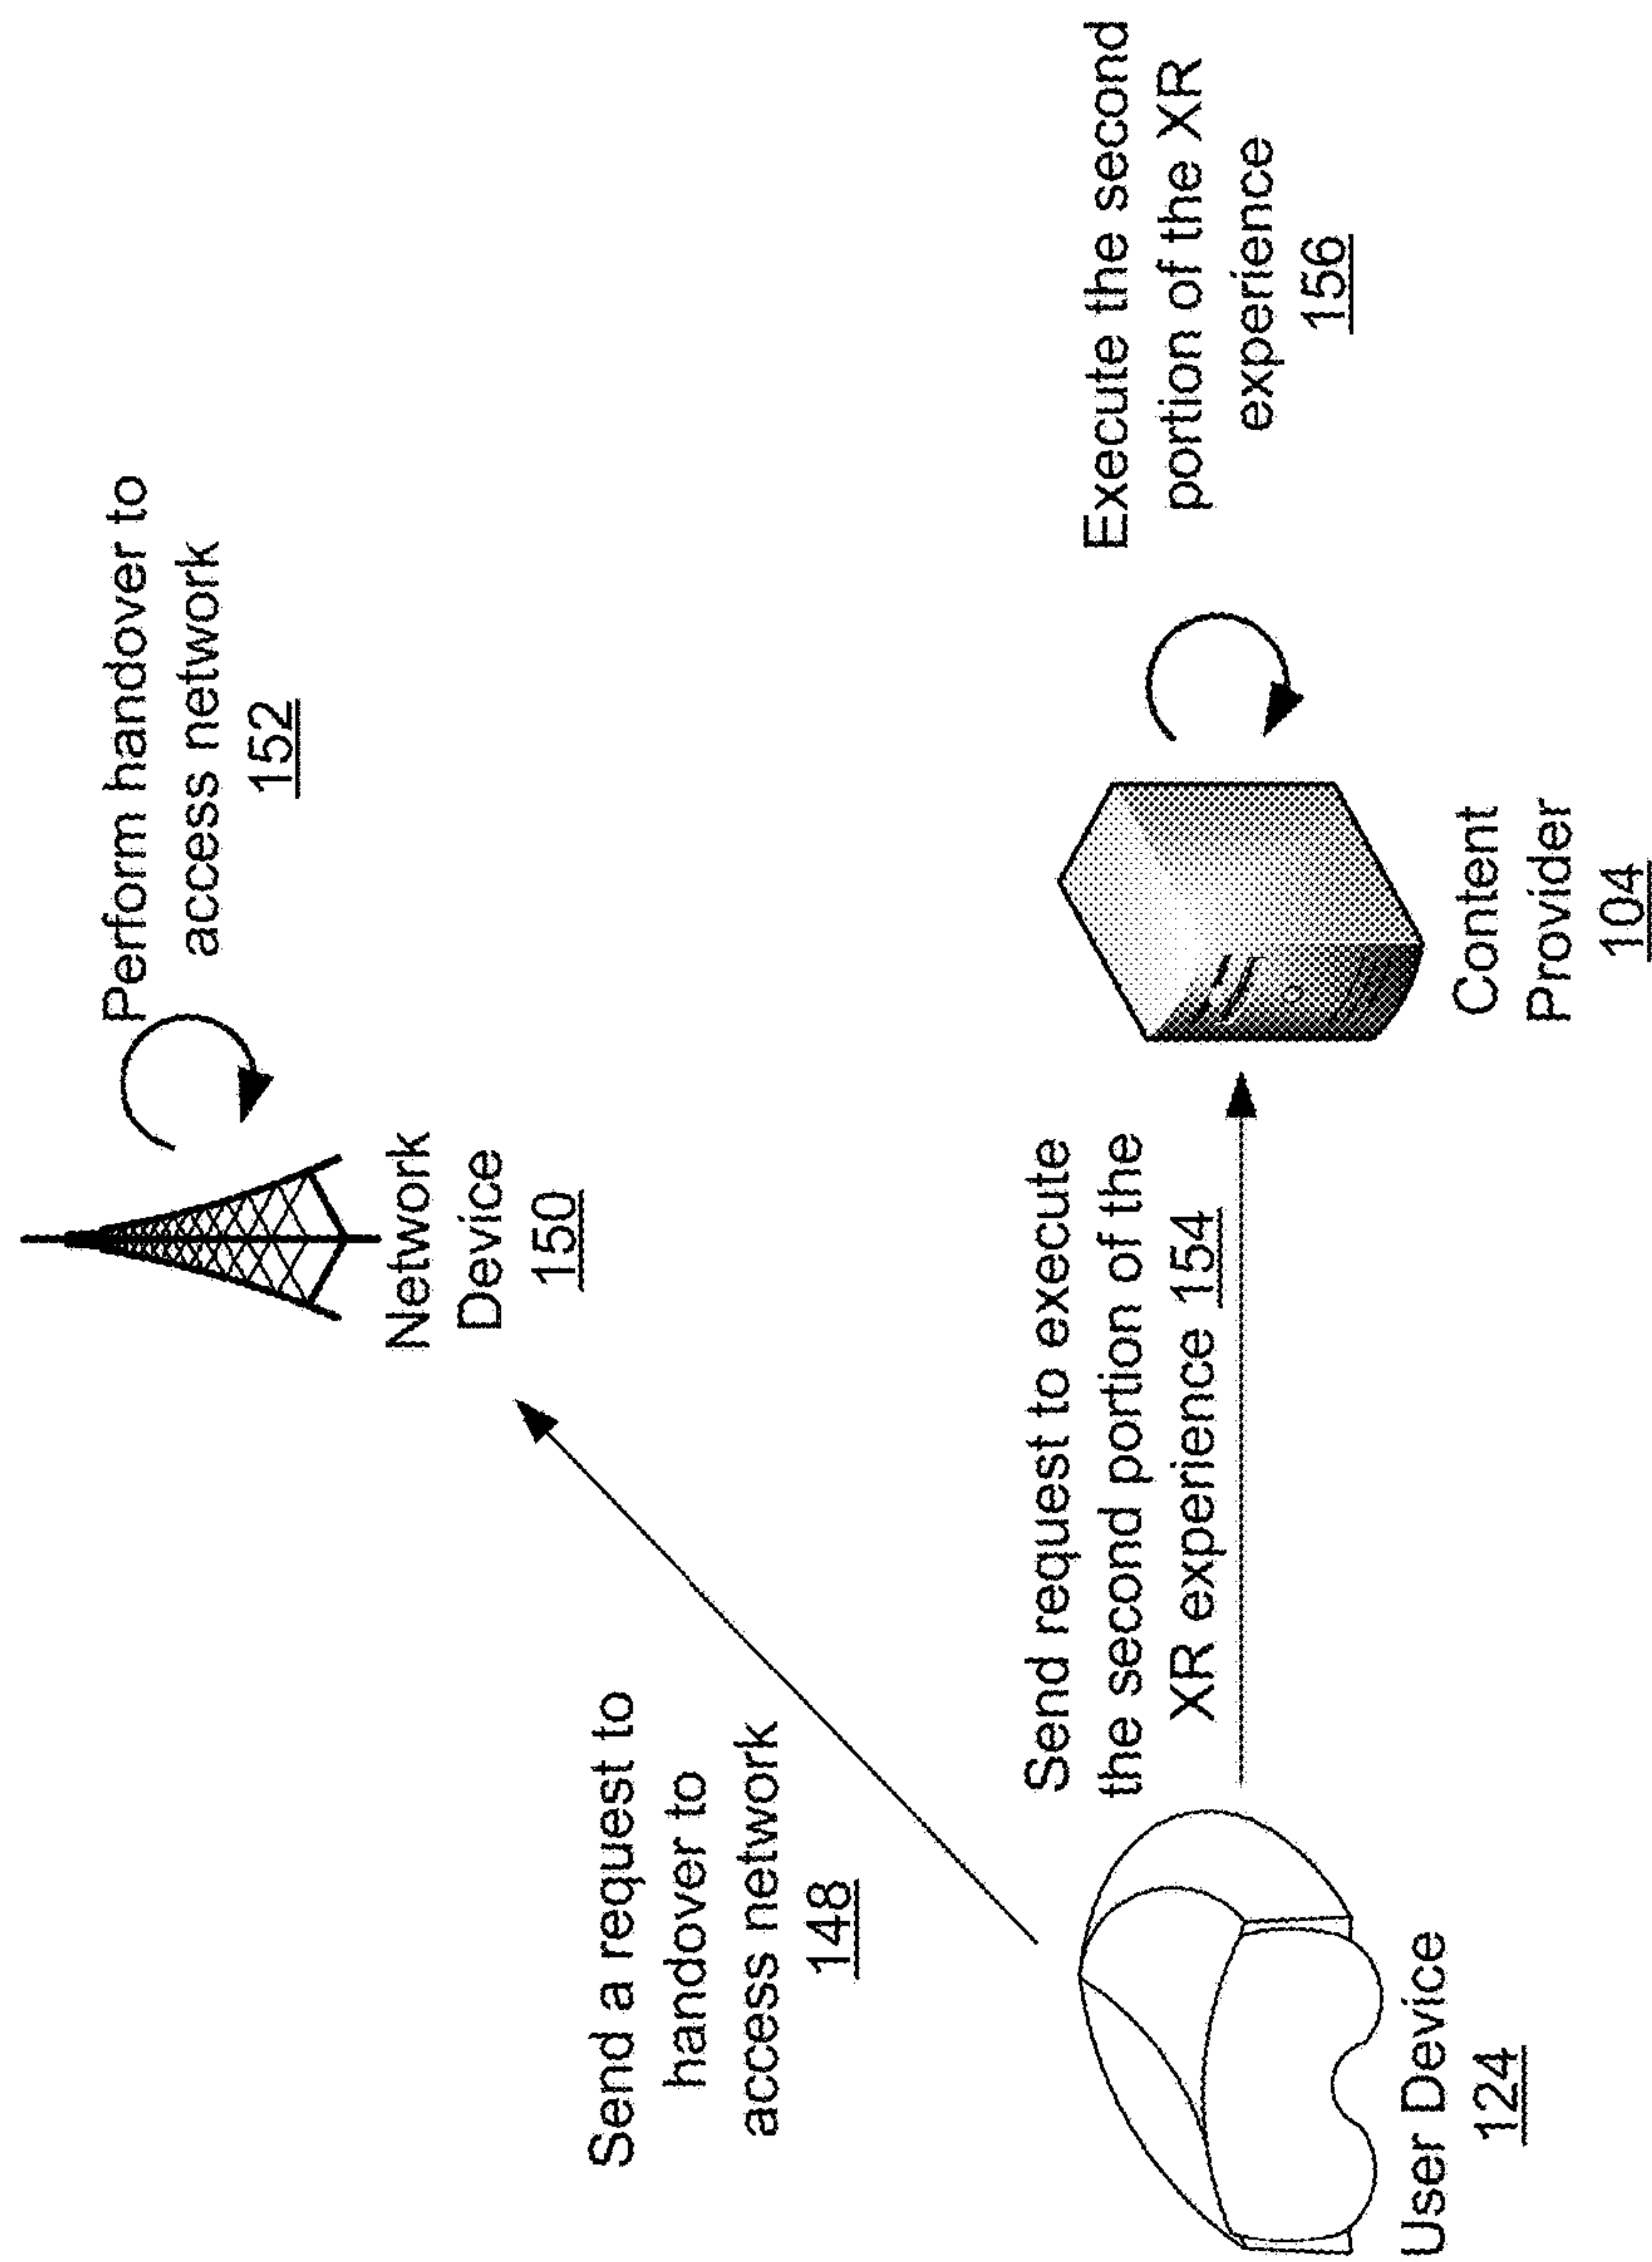 Perform handover to
access network
152
Network
Device
150
Send a request to
handover to
access network
148
Send request to execute
the second portion of the
XR experience 154
Execute the second
portion of the XR
experience
156
User Device
124
Content
Provider
104